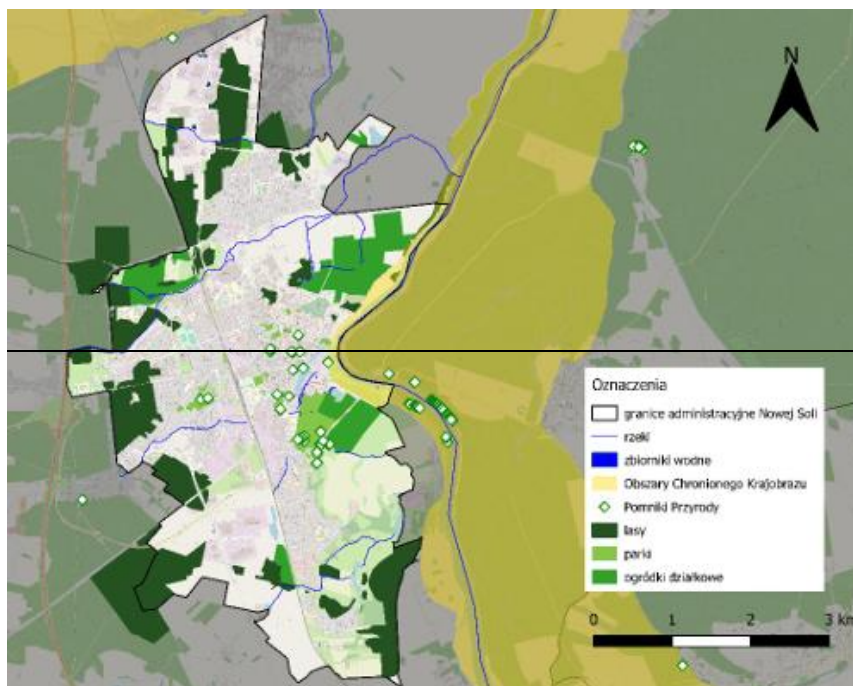 N
Oznaczenia
granice administracyjne Nowej Soli
rzeki
zbiorniki wodne
Obszary Chronionego Krajobrazu
Pomniki Przyrody
lasy
parki
ogródki działkowe
0 1 2 3 km